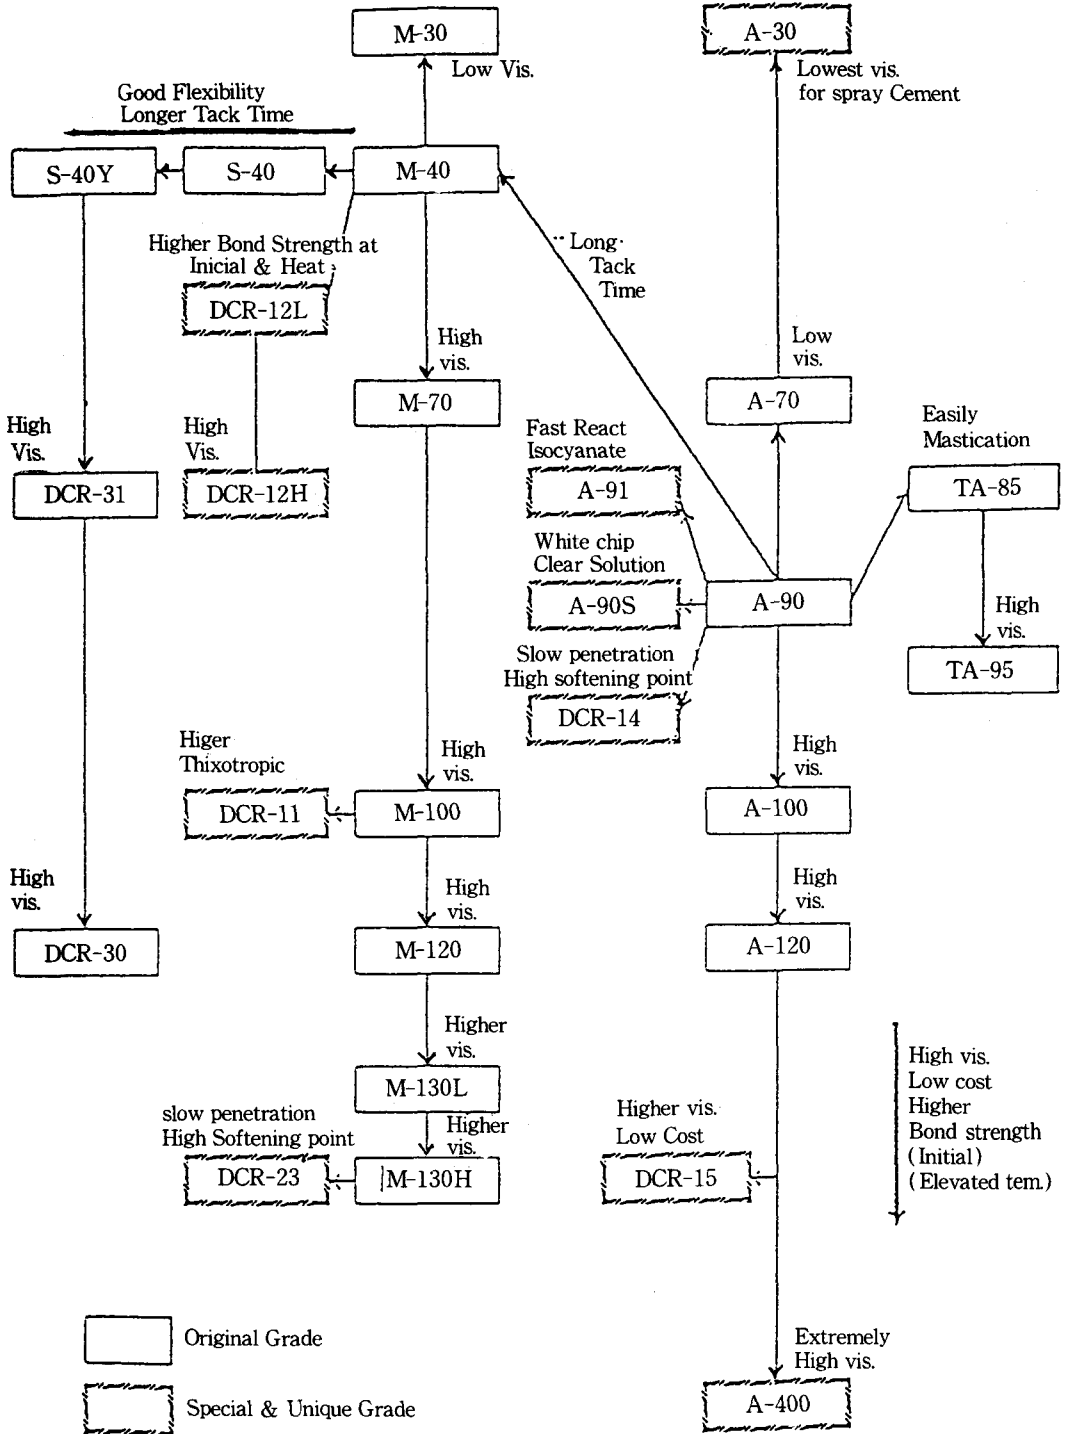 M-30
A-30
Low Vis.
Lowest vis.
for spray Cement
Good Flexibility
Longer Tack Time
S-40Y
S-40
M-40
Higher Bond Strength at
Inicial & Heat
DCR-12L
Long
Tack
Time
High
vis.
Low
vis.
M-70
A-70
High
Vis.
High
Vis.
Fast React
Isocyanate
Easily
Mastication
DCR-31
DCR-12H
A-91
TA-85
White chip
Clear Solution
A-90S
A-90
High
vis.
Slow penetration
High softening point
TA-95
DCR-14
Higer
Thixotropic
High
vis.
High
vis.
DCR-11
M-100
A-100
High
vis.
High
vis.
High
vis.
DCR-30
M-120
A-120
Higher
vis.
M-130L
High vis.
Low cost
Higher
Bond strength
(Initial)
(Elevated tem.)
slow penetration
High Softening point
Higher
vis.
Higher vis.
Low Cost
DCR-23
M-130H
DCR-15
Original Grade
Extremely
High vis.
Special & Unique Grade
A-400